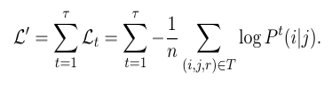 $\mathcal{L}' = \sum_{t=1}^{\tau} \mathcal{L}_t = \sum_{t=1}^{\tau} -\frac{1}{n} \sum_{(i,j,r) \in T} \log P^t(i|j).$